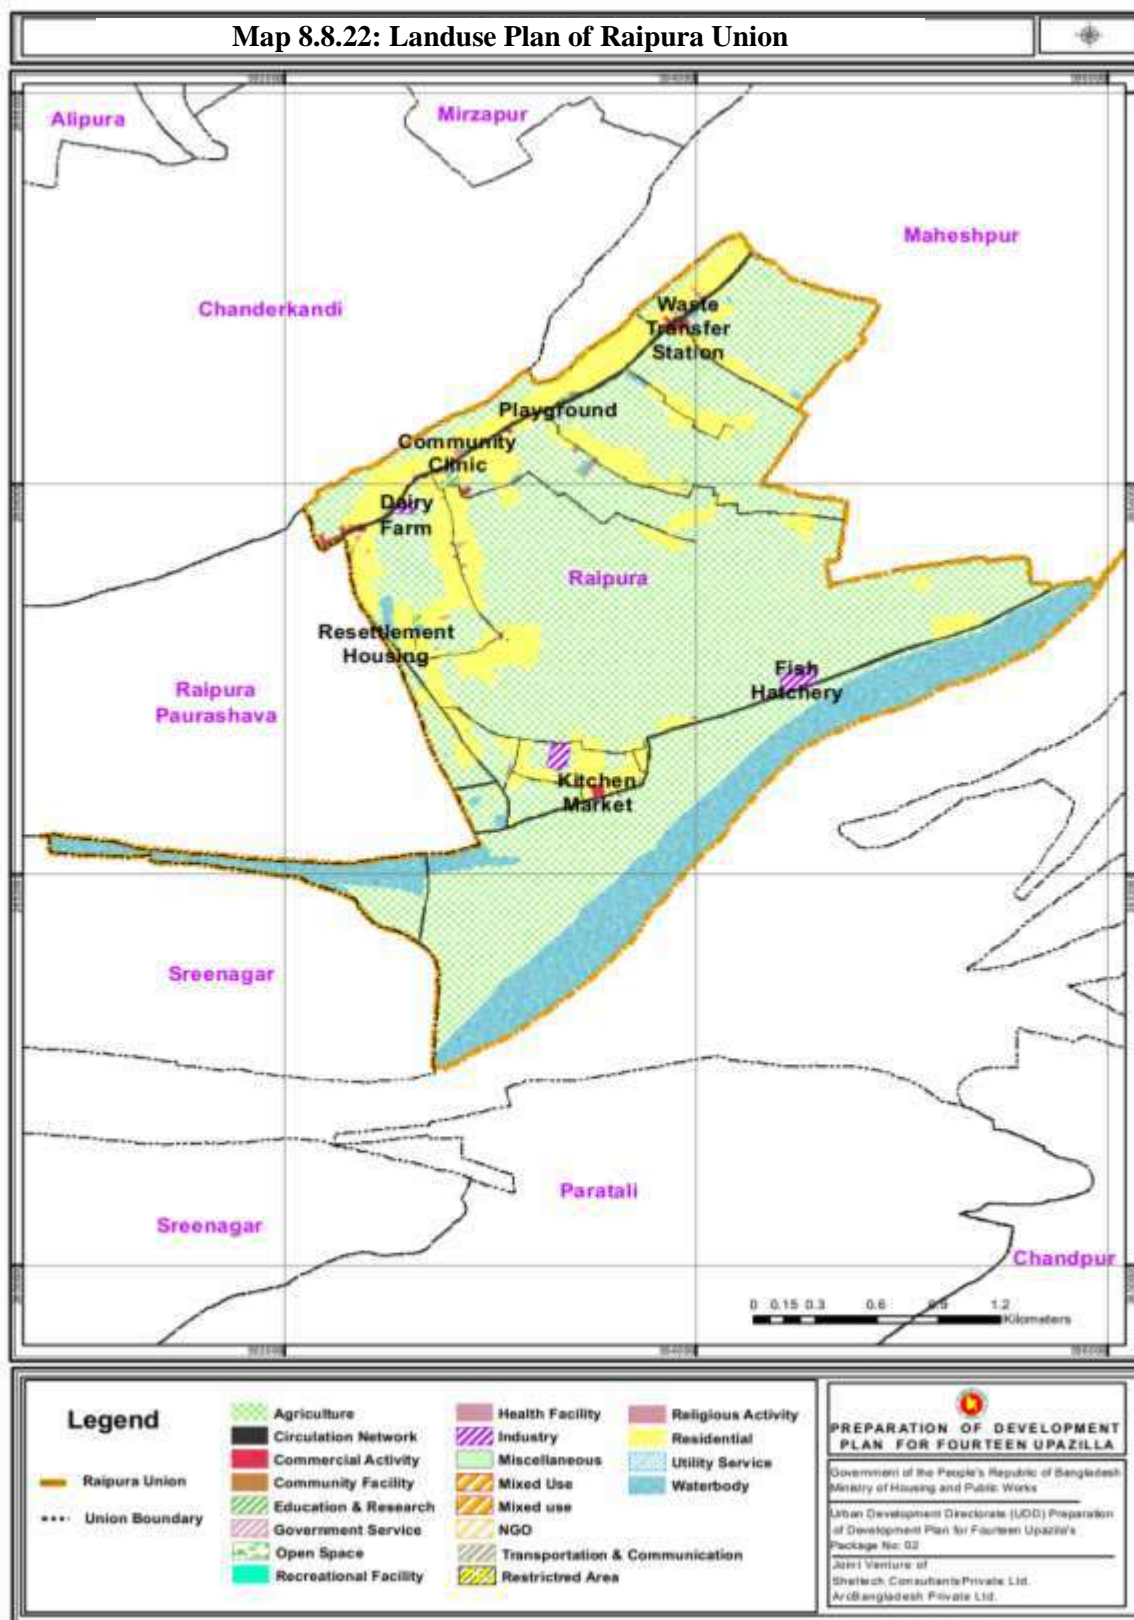 Map 8.8.22: Landuse Plan of Raipura Union
Alipura
Mirzapur
Maheshpur
Chanderkandi
Waste
Transfer
Station
Playground
Community
Clinic
Dairy
Farm
Raipura
Resettlement
Housing
Fish
Hatchery
Raipura
Paurashava
Kitchen
Market
Sreenagar
Paratali
Sreenagar
Chandpur
0 0.15 0.3 0.6 0.9 1.2
Kilometers
Legend
Raipura Union
Union Boundary
Agriculture
Circulation Network
Commercial Activity
Community Facility
Education & Research
Government Service
Open Space
Recreational Facility
Health Facility
Industry
Miscellaneous
Mixed Use
Mixed use
NGO
Transportation & Communication
Restrictred Area
Religious Activity
Residential
Utility Service
Waterbody
PREPARATION OF DEVELOPMENT
PLAN FOR FOURTEEN UPAZILLA
Government of the People's Republic of Bangladesh
Ministry of Housing and Public Works
Urban Development Directorate (UDD) Preparation
of Development Plan for Fourteen Upazila's
Package No: 02
Joint Venture of
Sheltech Consultants Private Ltd.
ArcBangladesh Private Ltd.